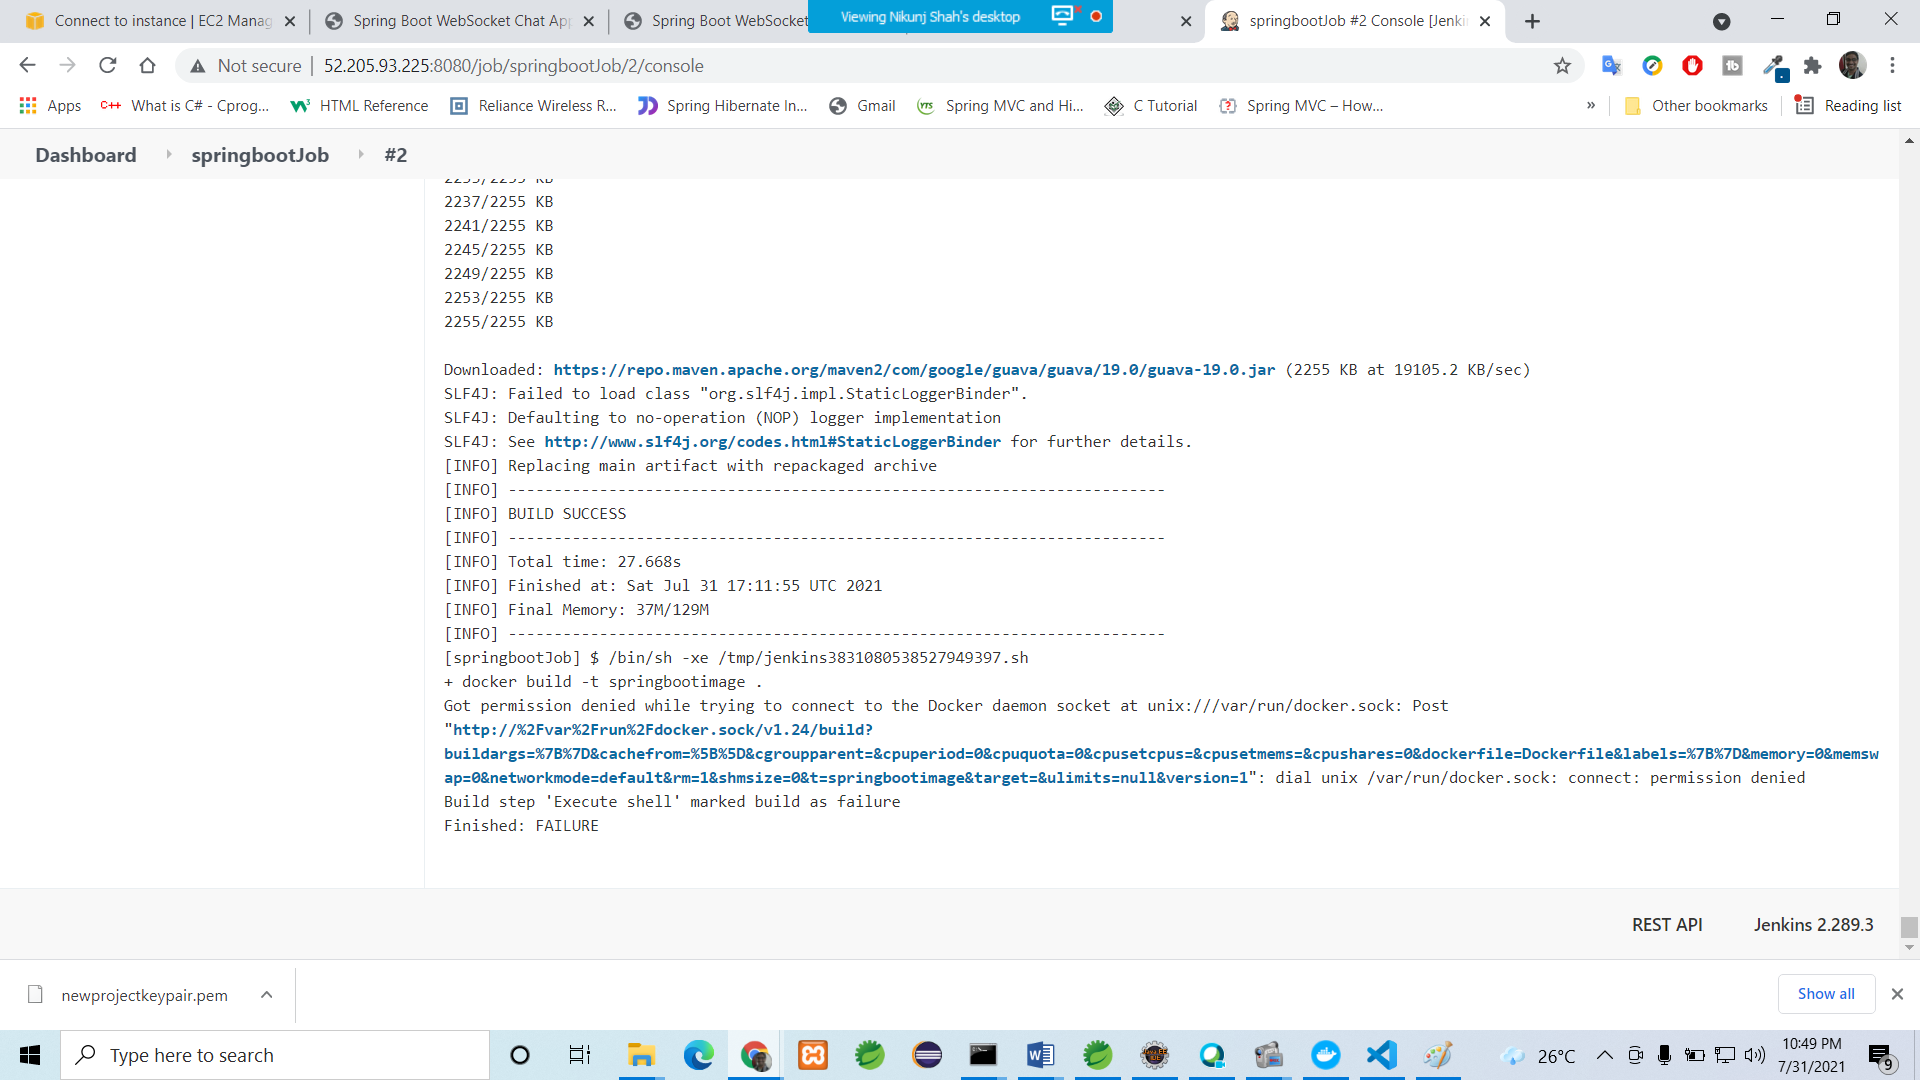 Connect to instance | EC2 Manag
Spring Boot WebSocket Chat App
Spring Boot WebSocket
Viewing Nikunj Shah's desktop
springbootJob #2 Console [Jenki
Not secure | 52.205.93.225:8080/job/springbootJob/2/console
Apps
What is C# - Cprog...
HTML Reference
Reliance Wireless R...
Spring Hibernate In...
Gmail
Spring MVC and Hi...
C Tutorial
Spring MVC – How...
»
Other bookmarks
Reading list
Dashboard
springbootJob
#2
2237/2255 KB
2241/2255 KB
2245/2255 KB
2249/2255 KB
2253/2255 KB
2255/2255 KB
Downloaded: https://repo.maven.apache.org/maven2/com/google/guava/guava/19.0/guava-19.0.jar (2255 KB at 19105.2 KB/sec)
SLF4J: Failed to load class "org.slf4j.impl.StaticLoggerBinder".
SLF4J: Defaulting to no-operation (NOP) logger implementation
SLF4J: See http://www.slf4j.org/codes.html#StaticLoggerBinder for further details.
[INFO] Replacing main artifact with repackaged archive
[INFO] ------------------------------------------------------------------------
[INFO] BUILD SUCCESS
[INFO] ------------------------------------------------------------------------
[INFO] Total time: 27.668s
[INFO] Finished at: Sat Jul 31 17:11:55 UTC 2021
[INFO] Final Memory: 37M/129M
[INFO] ------------------------------------------------------------------------
[springbootJob] $ /bin/sh -xe /tmp/jenkins3831080538527949397.sh
+ docker build -t springbootimage .
Got permission denied while trying to connect to the Docker daemon socket at unix:///var/run/docker.sock: Post
"http://%2Fvar%2Frun%2Fdocker.sock/v1.24/build?
buildargs=%7B%7D&cachefrom=%5B%5D&cgroupparent=&cpuperiod=0&cpuquota=0&cpusetcpus=&cpusetmems=&cpushares=0&dockerfile=Dockerfile&labels=%7B%7D&memory=0&memsw
ap=0&networkmode=default&rm=1&shmsize=0&t=springbootimage&target=&ulimits=null&version=1": dial unix /var/run/docker.sock: connect: permission denied
Build step 'Execute shell' marked build as failure
Finished: FAILURE
REST API
Jenkins 2.289.3
newprojectkeypair.pem
Show all
Type here to search
26°C
10:49 PM
7/31/2021
9